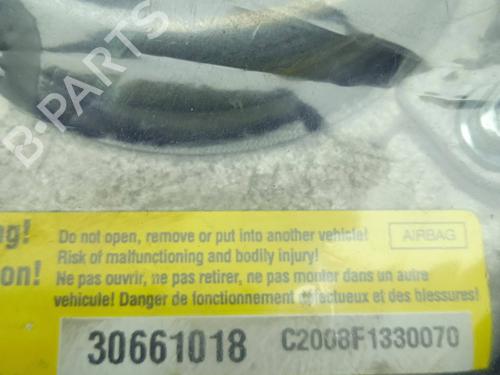 B-PARTS
ng! Do not open, remove or put into another vehicle! AIRBAG
Risk of malfunctioning and bodily injury!
on! Ne pas ouvrir, ne pas retirer, ne pas monter dans un autre
vehicule! Danger de fonctionnement defectueux et des blessures!
30661018 C2008F1330070